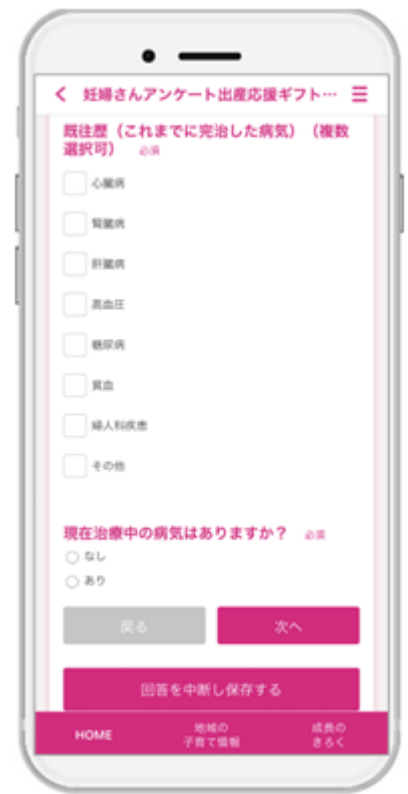 妊婦さんアンケート出産応援ギフト…
既往歴（これまでに完治した病気）（複数
選択可） 必須
心臓病
腎臓病
肝臓病
高血圧
糖尿病
貧血
婦人科疾患
その他
現在治療中の病気はありますか？ 必須
なし
あり
戻る
次へ
回答を中断し保存する
HOME
地域の
子育て情報
成長の
きろく